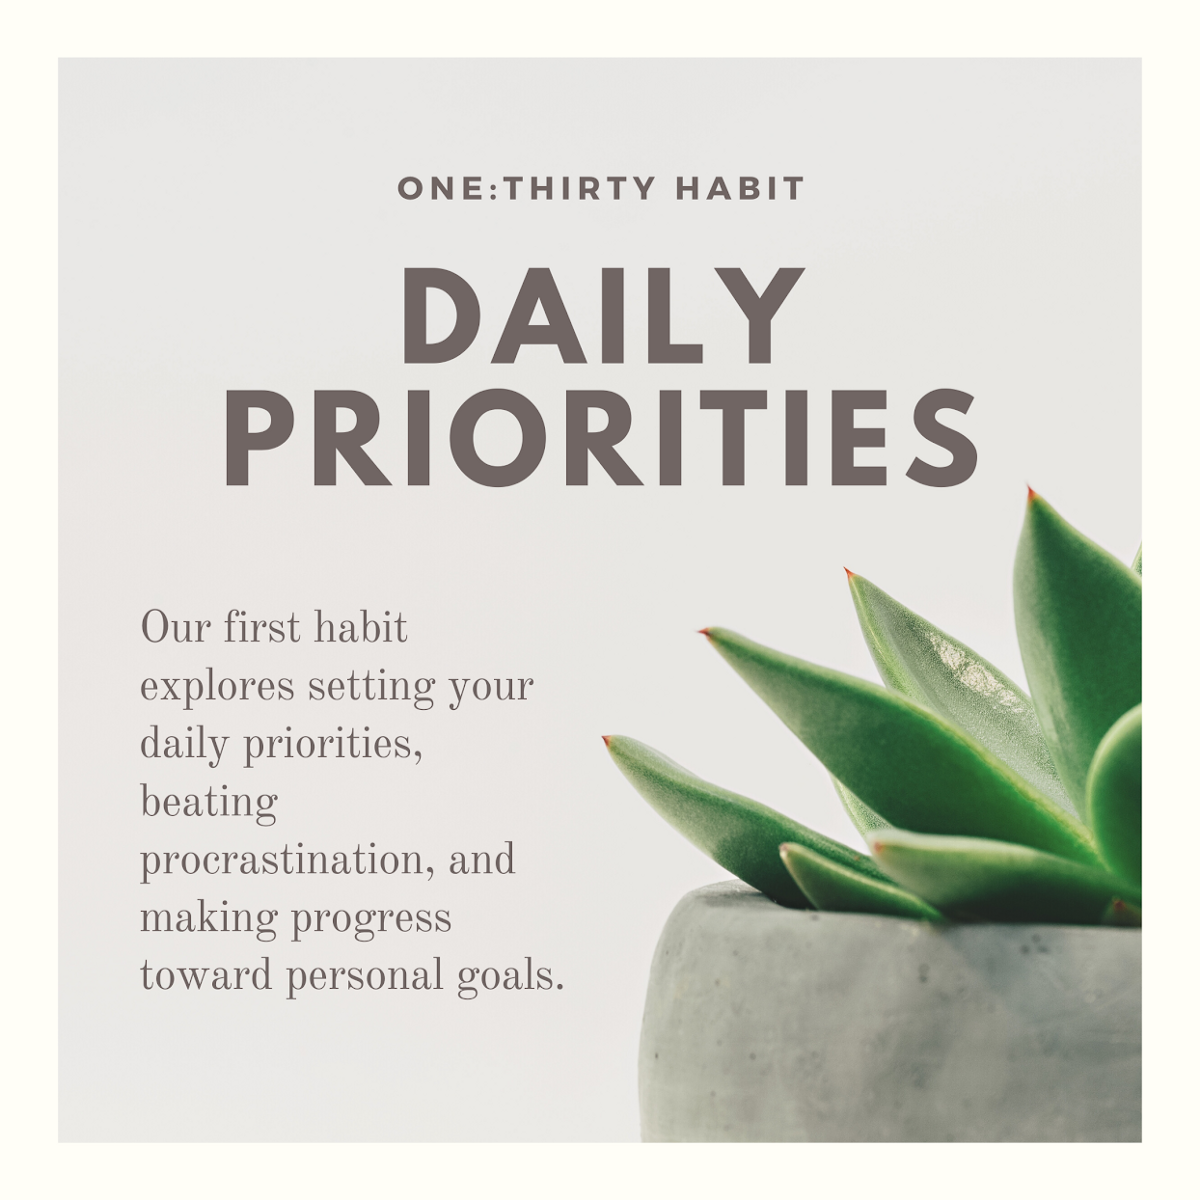 ONE:THIRTY HABIT
DAILY
PRIORITIES
Our first habit
explores setting your
daily priorities,
beating
procrastination, and
making progress
toward personal goals.